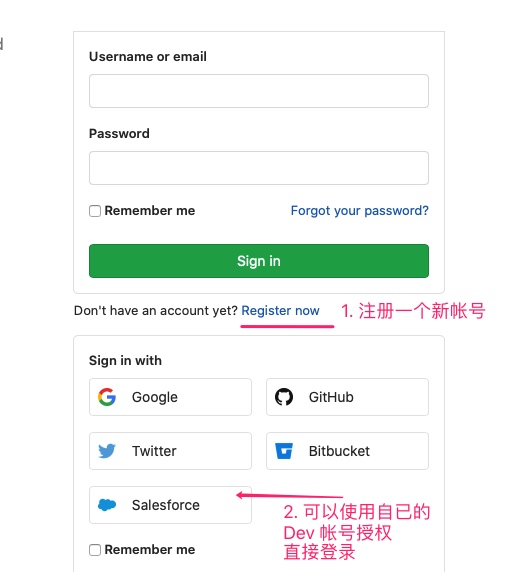 d
Username or email
Password
Remember me
Forgot your password?
Sign in
Don't have an account yet? Register now
1. 注册一个新帐号
Sign in with
Google
GitHub
Twitter
Bitbucket
Salesforce
2. 可以使用自已的
Dev 帐号授权
直接登录
Remember me